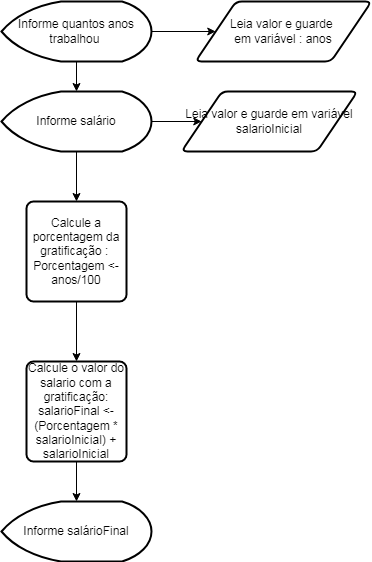 Informe quantos anos
trabalhou
Leia valor e guarde
em variável : anos
Informe salário
Leia valor e guarde em variável
salarioInicial
Calcule a
porcentagem da
gratificação :
Porcentagem <-
anos/100
Calcule o valor do
salario com a
gratificação:
salarioFinal <-
(Porcentagem *
salarioInicial) +
salarioInicial
Informe salárioFinal